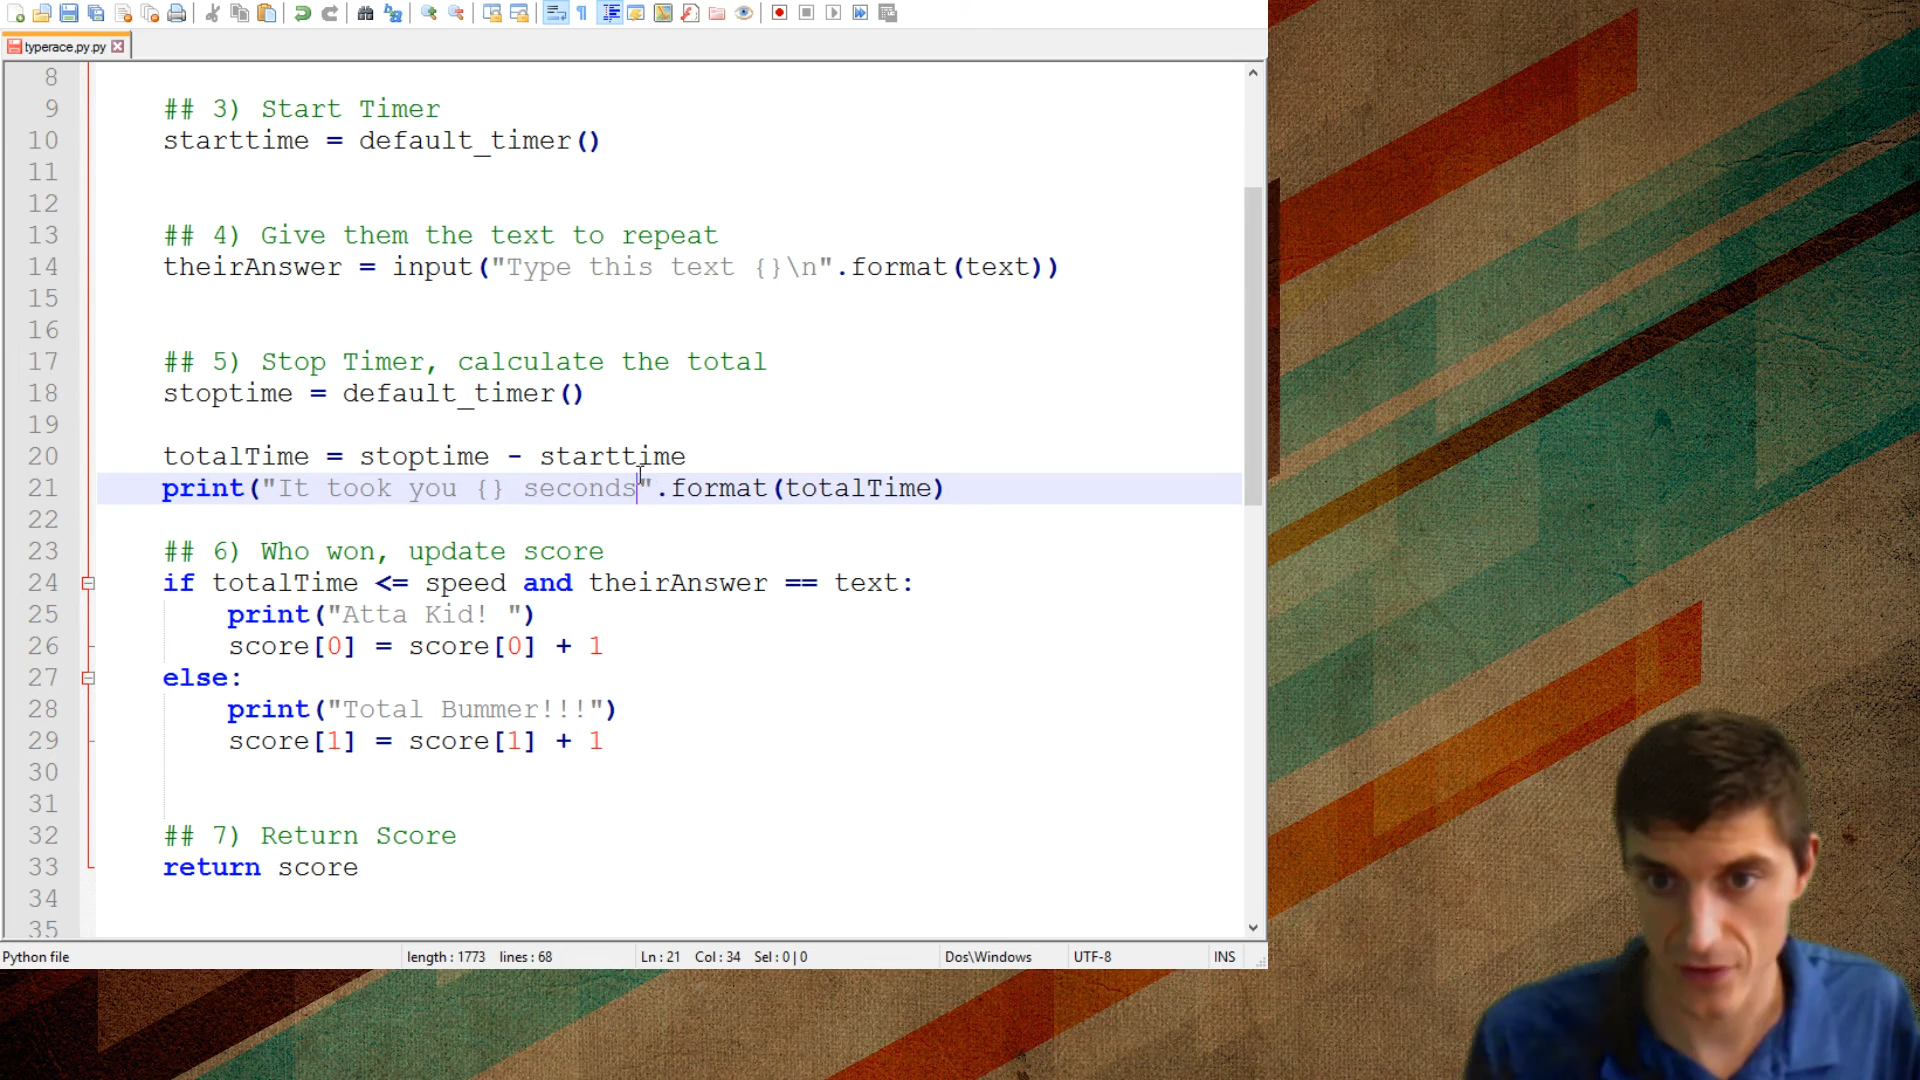 typerace.py.py
8
9 ## 3) Start Timer
10 starttime = default_timer()
11
12
13 ## 4) Give them the text to repeat
14 theirAnswer = input("Type this text {}\n".format(text))
15
16
17 ## 5) Stop Timer, calculate the total
18 stoptime = default_timer()
19
20 totalTime = stoptime - starttime
21 print("It took you {} seconds".format(totalTime)
22
23 ## 6) Who won, update score
24 if totalTime <= speed and theirAnswer == text:
25 print("Atta Kid! ")
26 score[0] = score[0] + 1
27 else:
28 print("Total Bummer!!!")
29 score[1] = score[1] + 1
30
31
32 ## 7) Return Score
33 return score
34
35
Python file length : 1773 lines : 68 Ln : 21 Col : 34 Sel : 0 | 0 Dos\Windows UTF-8 INS